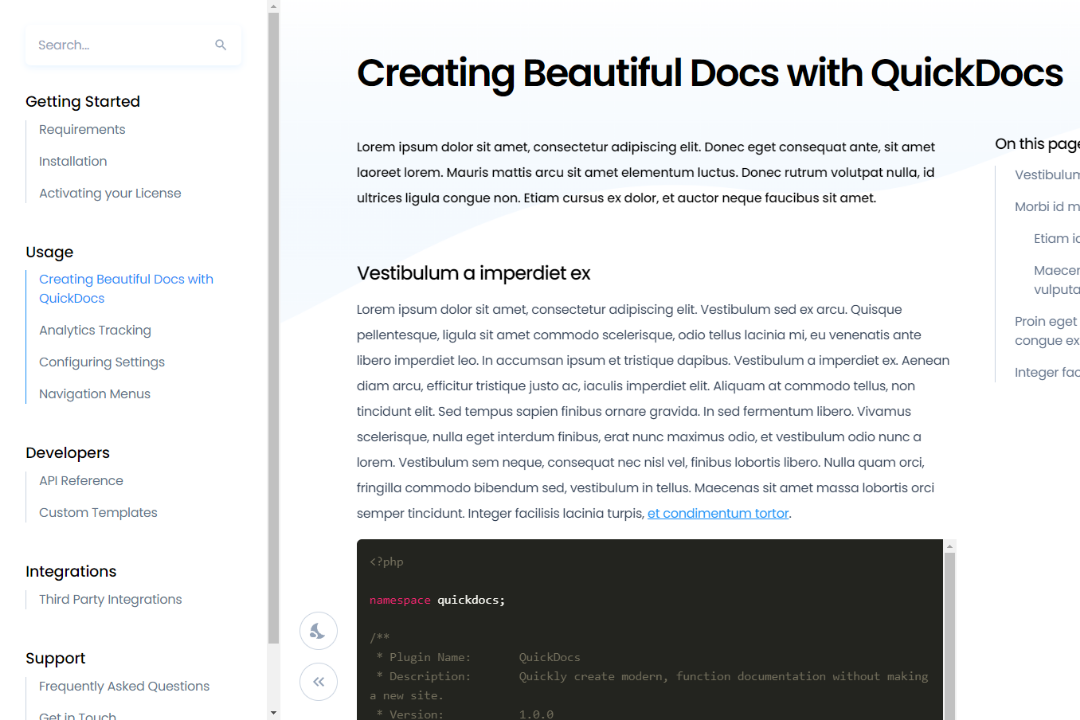 Search...
Getting Started
Requirements
Installation
Activating your License
Usage
Creating Beautiful Docs with
QuickDocs
Analytics Tracking
Configuring Settings
Navigation Menus
Developers
API Reference
Custom Templates
Integrations
Third Party Integrations
Support
Frequently Asked Questions
Get in Touch
Creating Beautiful Docs with QuickDocs
Lorem ipsum dolor sit amet, consectetur adipiscing elit. Donec eget consequat ante, sit amet
laoreet lorem. Mauris mattis arcu sit amet elementum luctus. Donec rutrum volutpat nulla, id
ultrices ligula congue non. Etiam cursus ex dolor, et auctor neque faucibus sit amet.
Vestibulum a imperdiet ex
Lorem ipsum dolor sit amet, consectetur adipiscing elit. Vestibulum sed ex arcu. Quisque
pellentesque, ligula sit amet commodo scelerisque, odio tellus lacinia mi, eu venenatis ante
libero imperdiet leo. In accumsan ipsum et tristique dapibus. Vestibulum a imperdiet ex. Aenean
diam arcu, efficitur tristique justo ac, iaculis imperdiet elit. Aliquam at commodo tellus, non
tincidunt elit. Sed tempus sapien finibus ornare gravida. In sed fermentum libero. Vivamus
scelerisque, nulla eget interdum finibus, erat nunc maximus odio, et vestibulum odio nunc a
lorem. Vestibulum sem neque, consequat nec nisl vel, finibus lobortis libero. Nulla quam orci,
fringilla commodo bibendum sed, vestibulum in tellus. Maecenas sit amet massa lobortis orci
semper tincidunt. Integer facilisis lacinia turpis, et condimentum tortor.
<?php
namespace quickdocs;
/**
* Plugin Name: QuickDocs
* Description: Quickly create modern, function documentation without making
a new site.
* Version: 1.0.0
On this page
Vestibulum
Morbi id m
Etiam id
Maecen
vulputa
Proin eget
congue ex
Integer fac